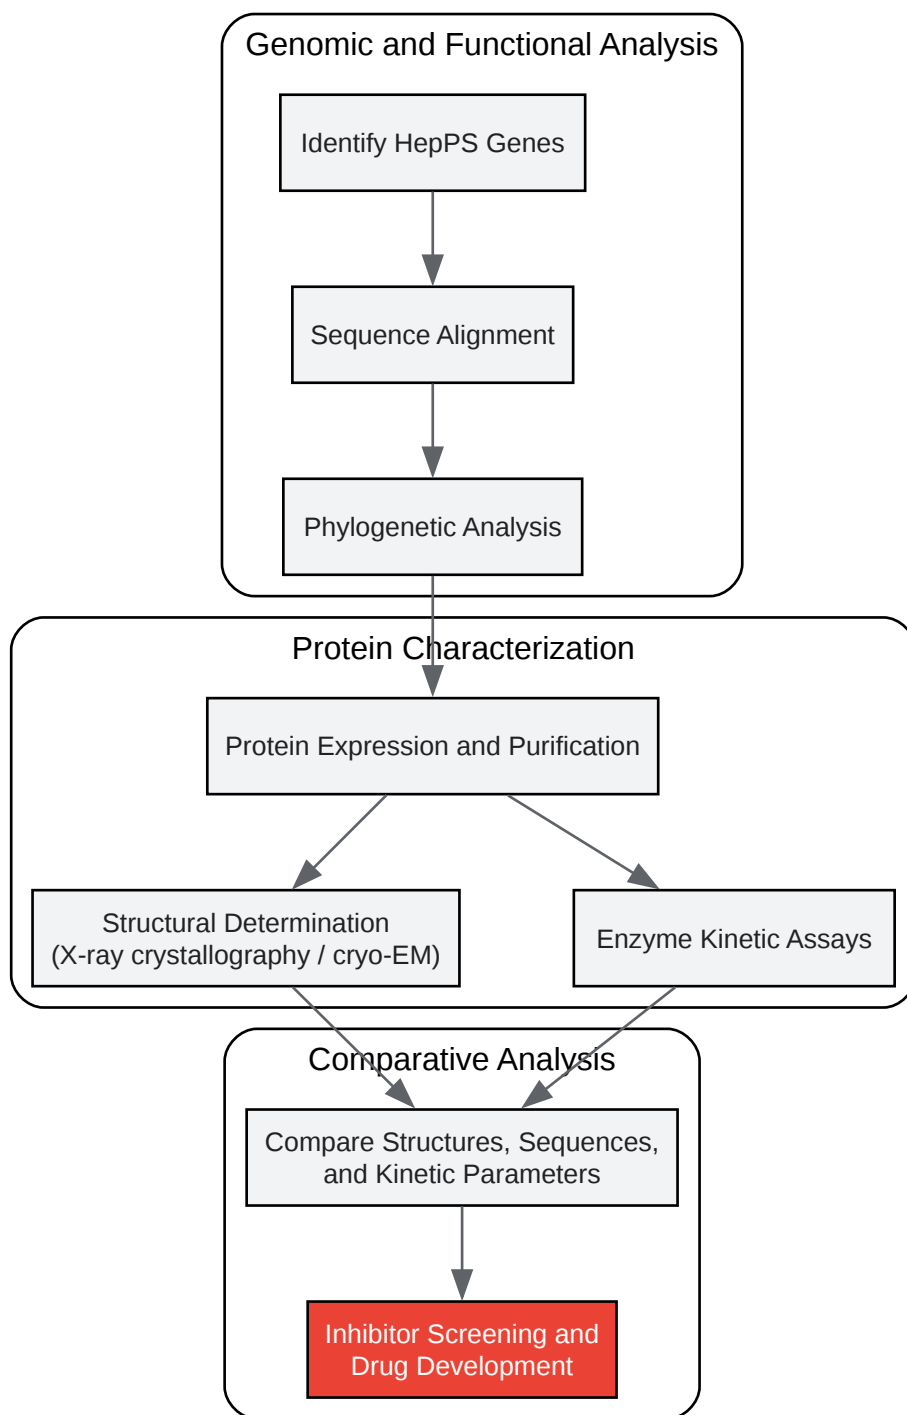 Genomic and Functional Analysis
Identify HepPS Genes
Sequence Alignment
Phylogenetic Analysis
Protein Characterization
Protein Expression and Purification
Structural Determination
(X-ray crystallography / cryo-EM)
Enzyme Kinetic Assays
Comparative Analysis
Compare Structures, Sequences,
and Kinetic Parameters
Inhibitor Screening and
Drug Development